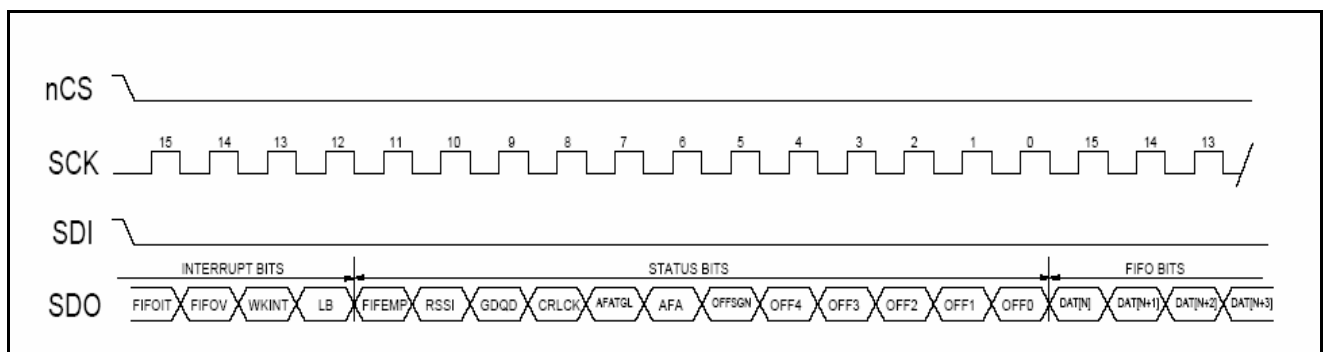 nCS
15 14 13 12 11 10 9 8 7 6 5 4 3 2 1 0 15 14 13
SCK
SDI
INTERRUPT BITS STATUS BITS FIFO BITS
SDO FIFOIT FIFOV WKINT LB FIFEMP RSSI GDQD CRLCK AFATGL AFA OFFSGN OFF4 OFF3 OFF2 OFF1 OFF0 DAT[N] DAT[N+1] DAT[N+2] DAT[N+3]